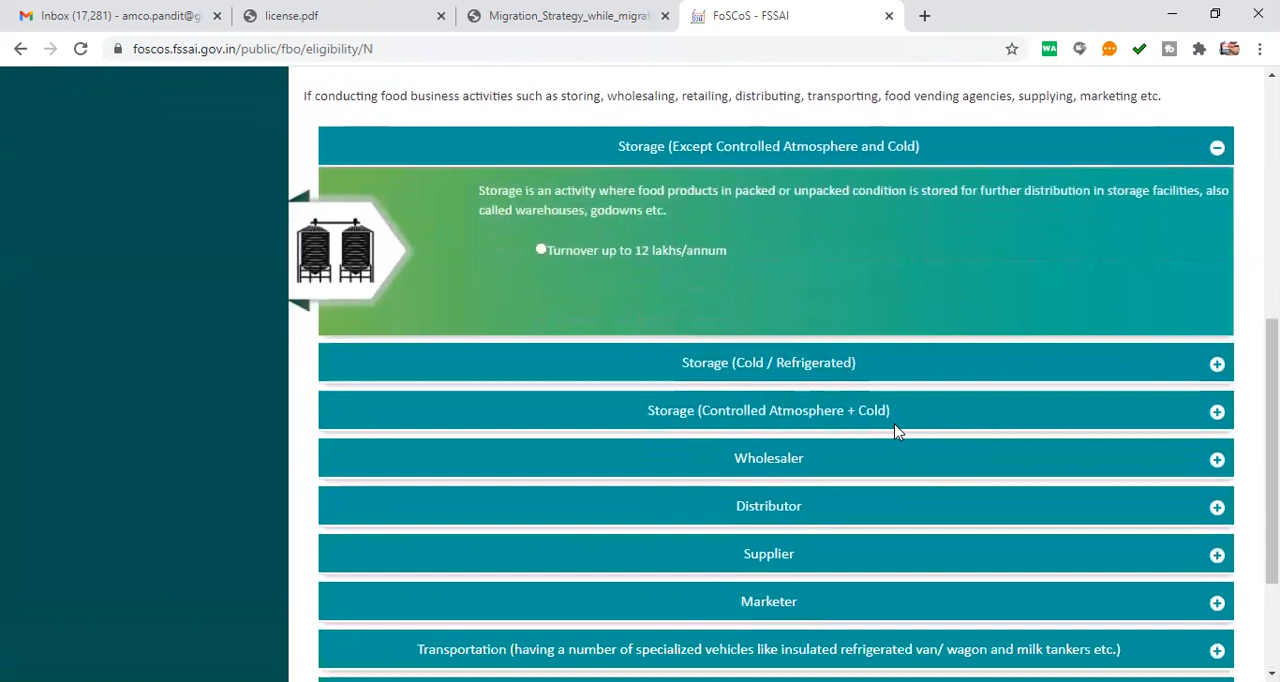 Inbox (17,281) - amco.pandit@g
license.pdf
Migration_Strategy_while_migrat
FoSCoS - FSSAI
foscos.fssai.gov.in/public/fbo/eligibility/N
WA
If conducting food business activities such as storing, wholesaling, retailing, distributing, transporting, food vending agencies, supplying, marketing etc.
Storage (Except Controlled Atmosphere and Cold)
Storage is an activity where food products in packed or unpacked condition is stored for further distribution in storage facilities, also
called warehouses, godowns etc.
Turnover up to 12 lakhs/annum
Storage (Cold / Refrigerated)
Storage (Controlled Atmosphere + Cold)
Wholesaler
Distributor
Supplier
Marketer
Transportation (having a number of specialized vehicles like insulated refrigerated van/ wagon and milk tankers etc.)